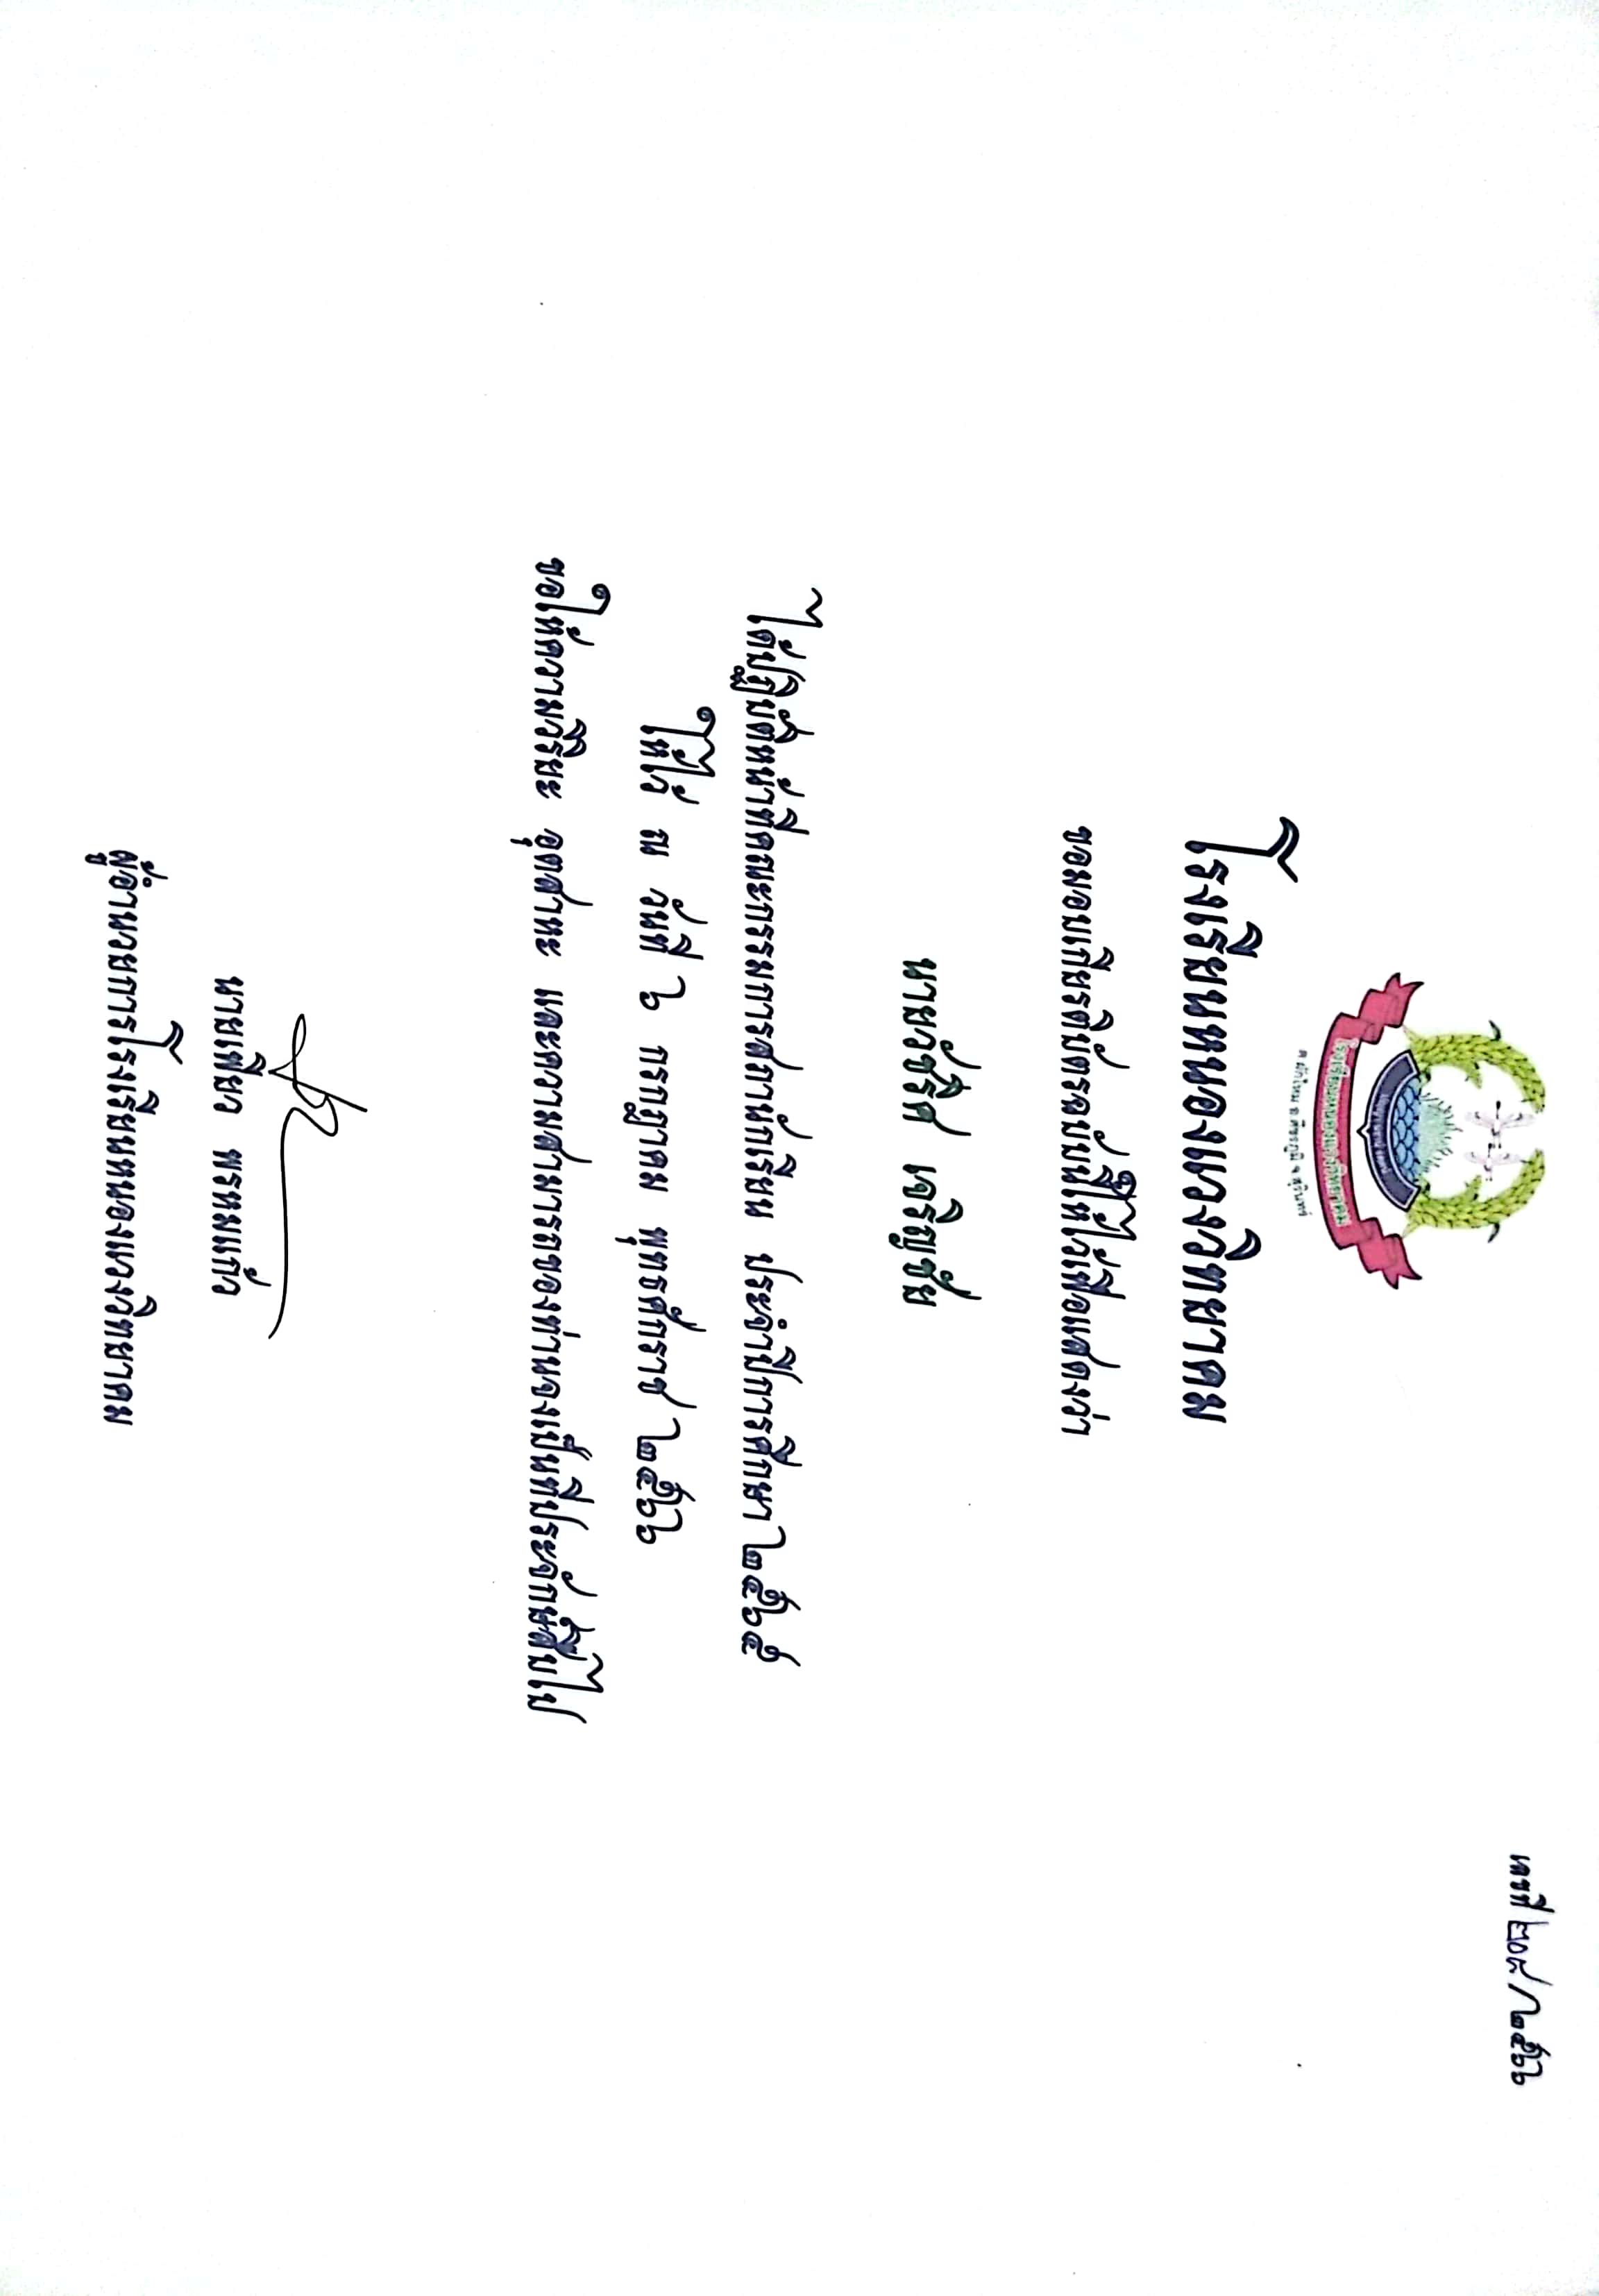 เลขที่ ๒๐๘/๒๕๖๖
โรงเรียนหนองแวงวิทยาคม
ต.ผักไหม อ.ศีขรภูมิ จ.สุรินทร์
โรงเรียนหนองแวงวิทยาคม
ขอมอบเกียรติบัตรฉบับนี้ให้ไว้เพื่อแสดงว่า
นายวัชริศ เจริญชัย
ได้ปฏิบัติหน้าที่คณะกรรมการสภานักเรียน ประจำปีการศึกษา ๒๕๖๕
ให้ไว้ ณ วันที่ ๖ กรกฎาคม พุทธศักราช ๒๕๖๖
ขอให้ความวิริยะ อุตสาหะ และความสามารถของท่านจงเป็นที่ประจักษ์สืบไป
นายเฟียว พรหมแก้ว
ผู้อำนวยการโรงเรียนหนองแวงวิทยาคม